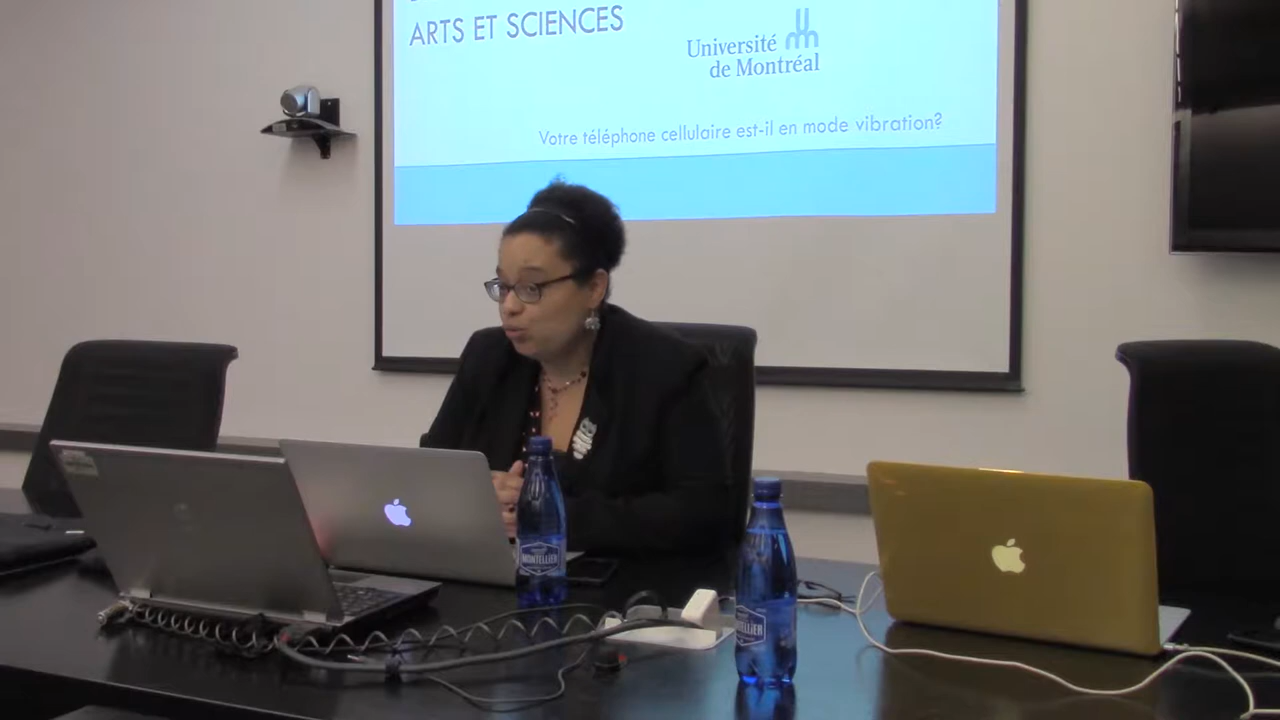 ARTS ET SCIENCES
Université
de Montréal
Votre téléphone cellulaire est-il en mode vibration?
MONTELLIER
MONTELLIER